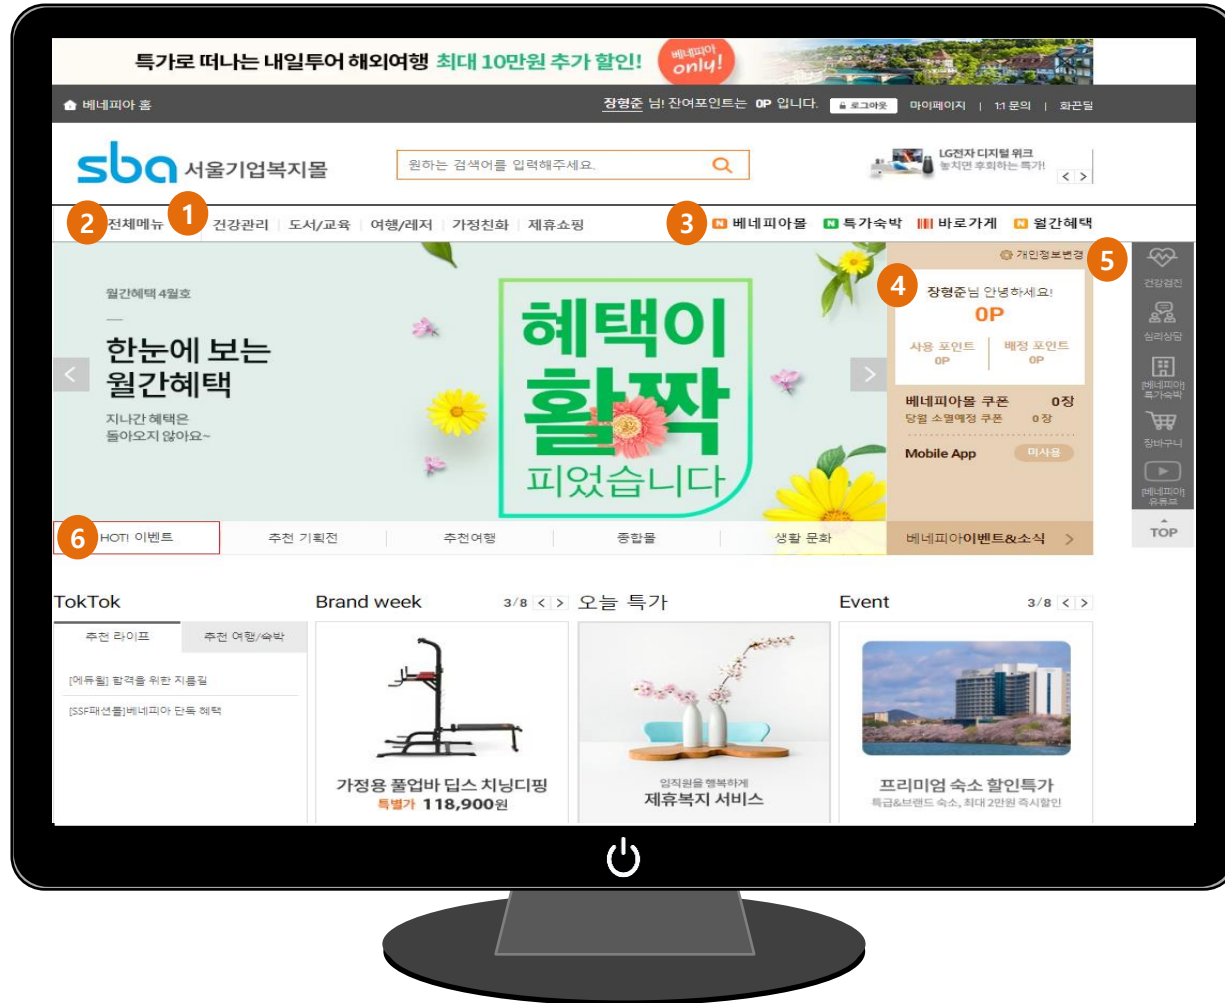 특가로 떠나는 내일투어 해외여행 최대 10만원 추가 할인!
베네피아 only!
베네피아 홈
장형준 님! 잔여포인트는 0P 입니다. 로그아웃 마이페이지 | 1:1 문의 | 화끈딜
sba 서울기업복지몰
원하는 검색어를 입력해주세요.
LG전자 디지털 위크
놓치면 후회하는 특가!
< >
2 전체메뉴 1 건강관리 도서/교육 여행/레저 가정친화 제휴쇼핑
3 N 베네피아몰 N 특가숙박 바로가게 N 월간혜택
월간혜택 4월호
한눈에 보는
월간혜택
지나간 혜택은
돌아오지 않아요~
혜택이
활짝
피었습니다
개인정보변경
4 장형준님 안녕하세요!
0P
사용 포인트 배정 포인트
0P 0P
베네피아몰 쿠폰 0장
당월 소멸예정 쿠폰 0장
Mobile App 미사용
베네피아이벤트&소식 >
5
건강검진
심리상담
[베네피아]
특가숙박
장바구니
[베네피아]
유튜브
TOP
6 HOT! 이벤트 추천 기획전 추천여행 종합몰 생활 문화
TokTok
추천 라이프 추천 여행/숙박
[에듀윌] 합격을 위한 지름길
[SSF패션몰]베네피아 단독 혜택
Brand week 3/8 < >
가정용 풀업바 딥스 치닝디핑
특별가 118,900원
오늘 특가
임직원을 행복하게
제휴복지 서비스
Event 3/8 < >
프리미엄 숙소 할인특가
특급&브랜드 숙소, 최대 2만원 즉시할인